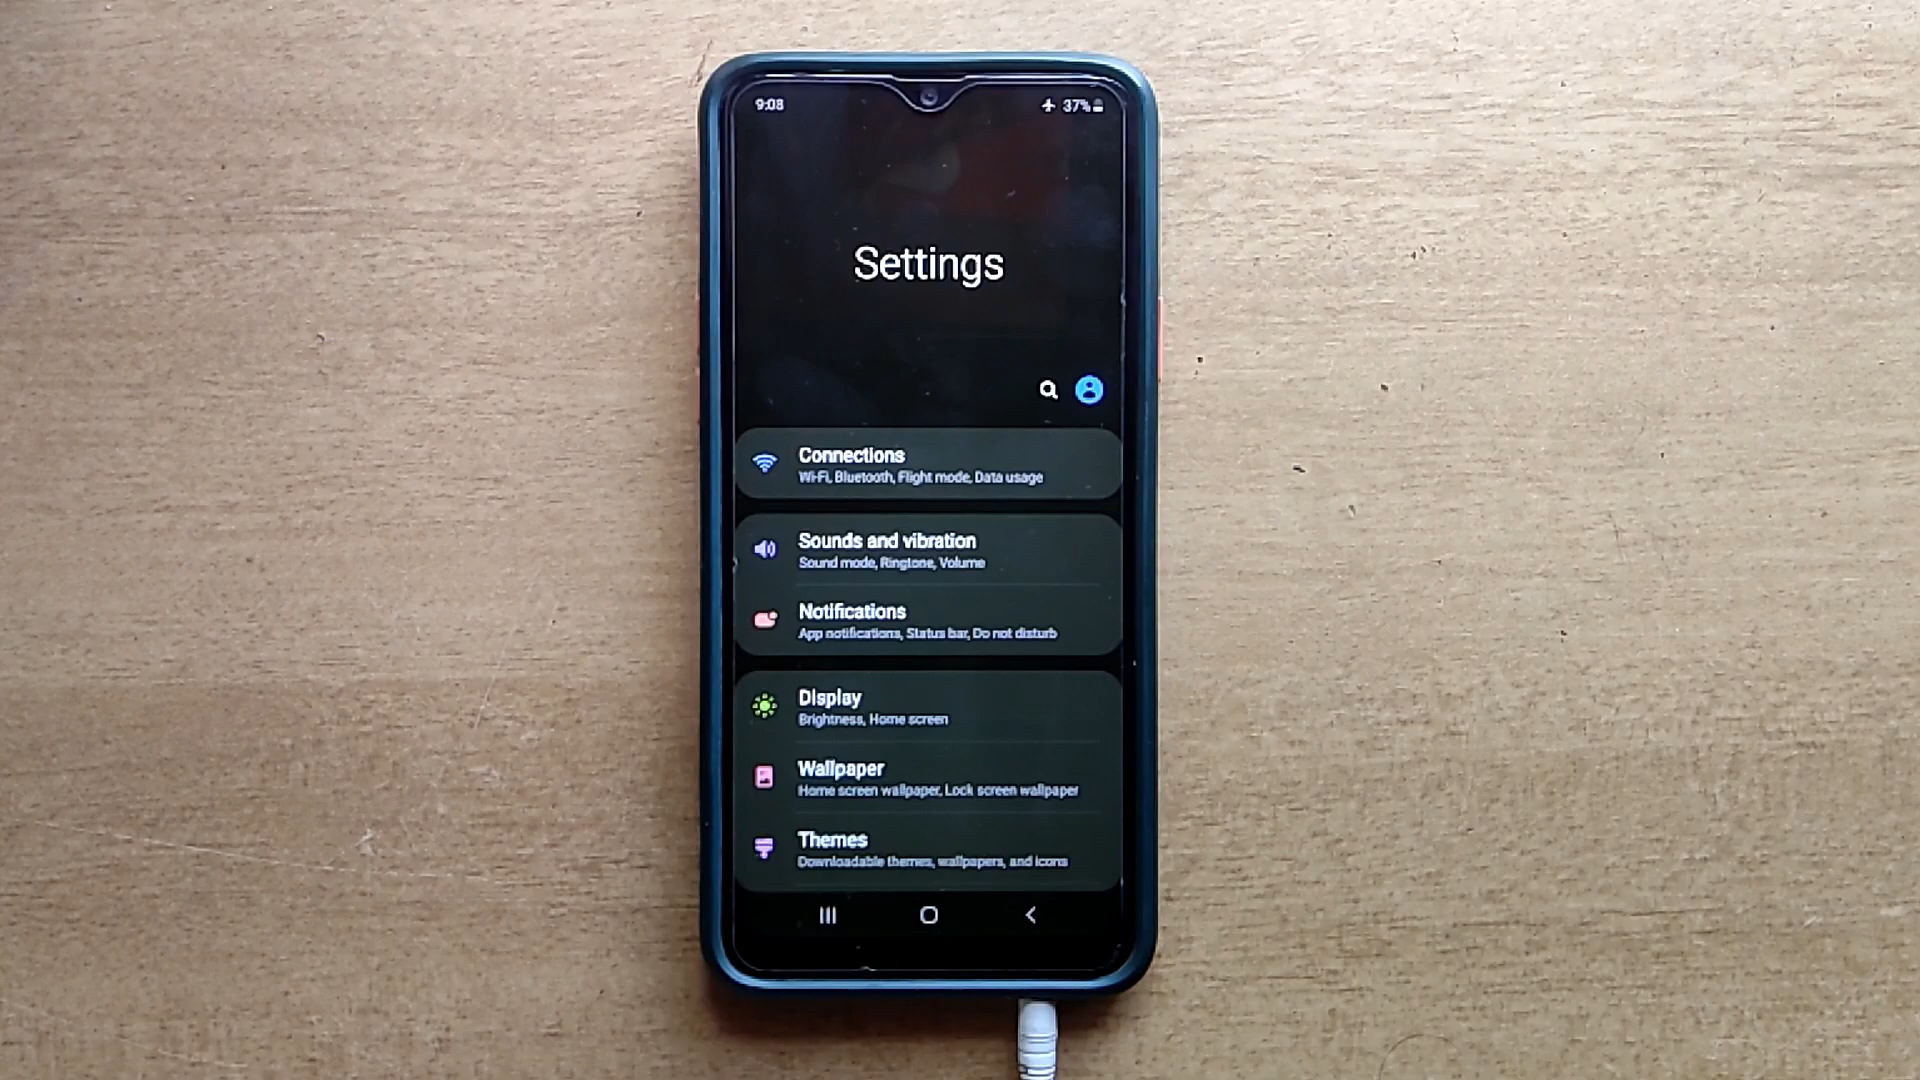 9:08 37%
Settings
Connections
Wi-Fi, Bluetooth, Flight mode, Data usage
Sounds and vibration
Sound mode, Ringtone, Volume
Notifications
App notifications, Status bar, Do not disturb
Display
Brightness, Home screen
Wallpaper
Home screen wallpaper, Lock screen wallpaper
Themes
Downloadable themes, wallpapers, and icons